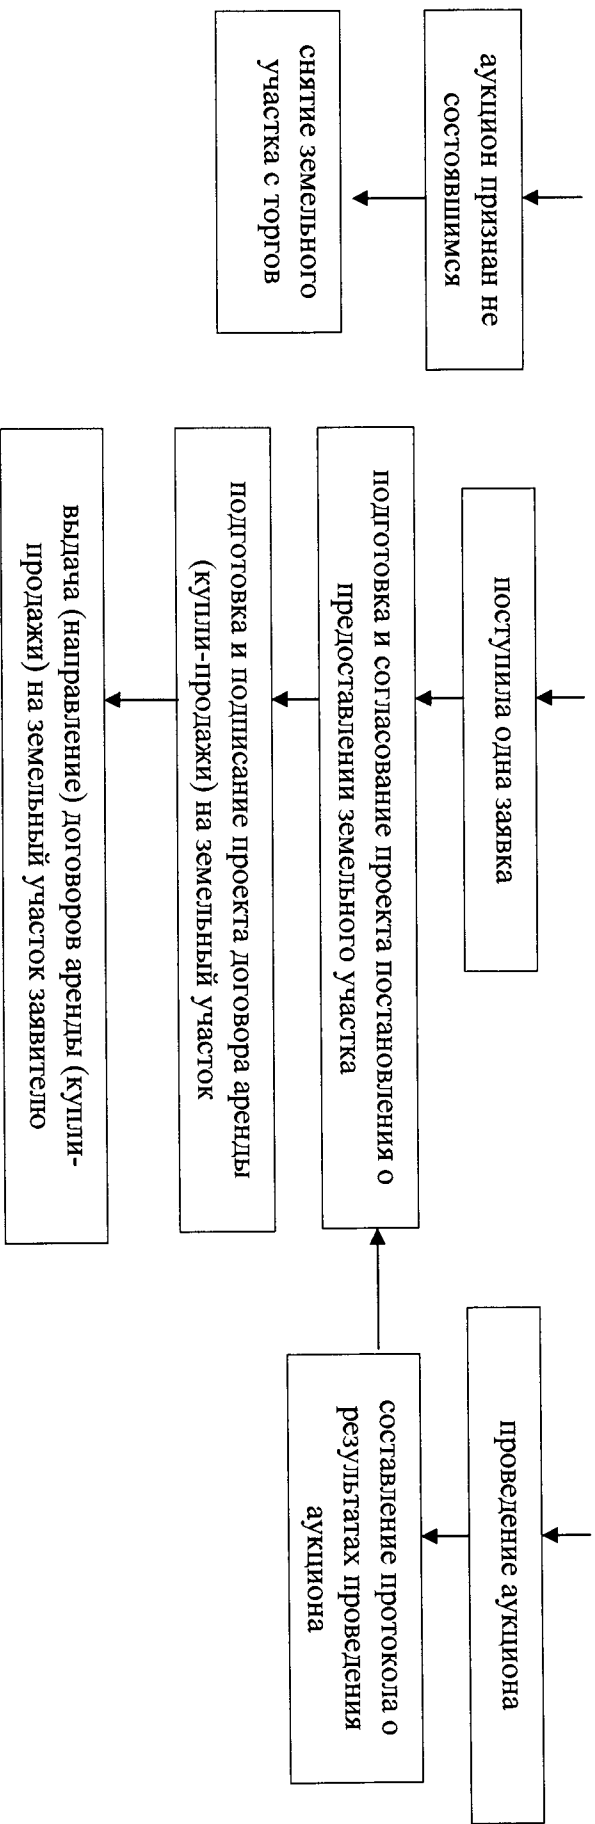 аукцион признан не
состоявшимся
снятие земельного
участка с торгов
поступила одна заявка
подготовка и согласование проекта постановления о
предоставлении земельного участка
подготовка и подписание проекта договора аренды
(купли-продажи) на земельный участок
выдача (направление) договоров аренды (купли-
продажи) на земельный участок заявителю
проведение аукциона
составление протокола о
результатах проведения
аукциона